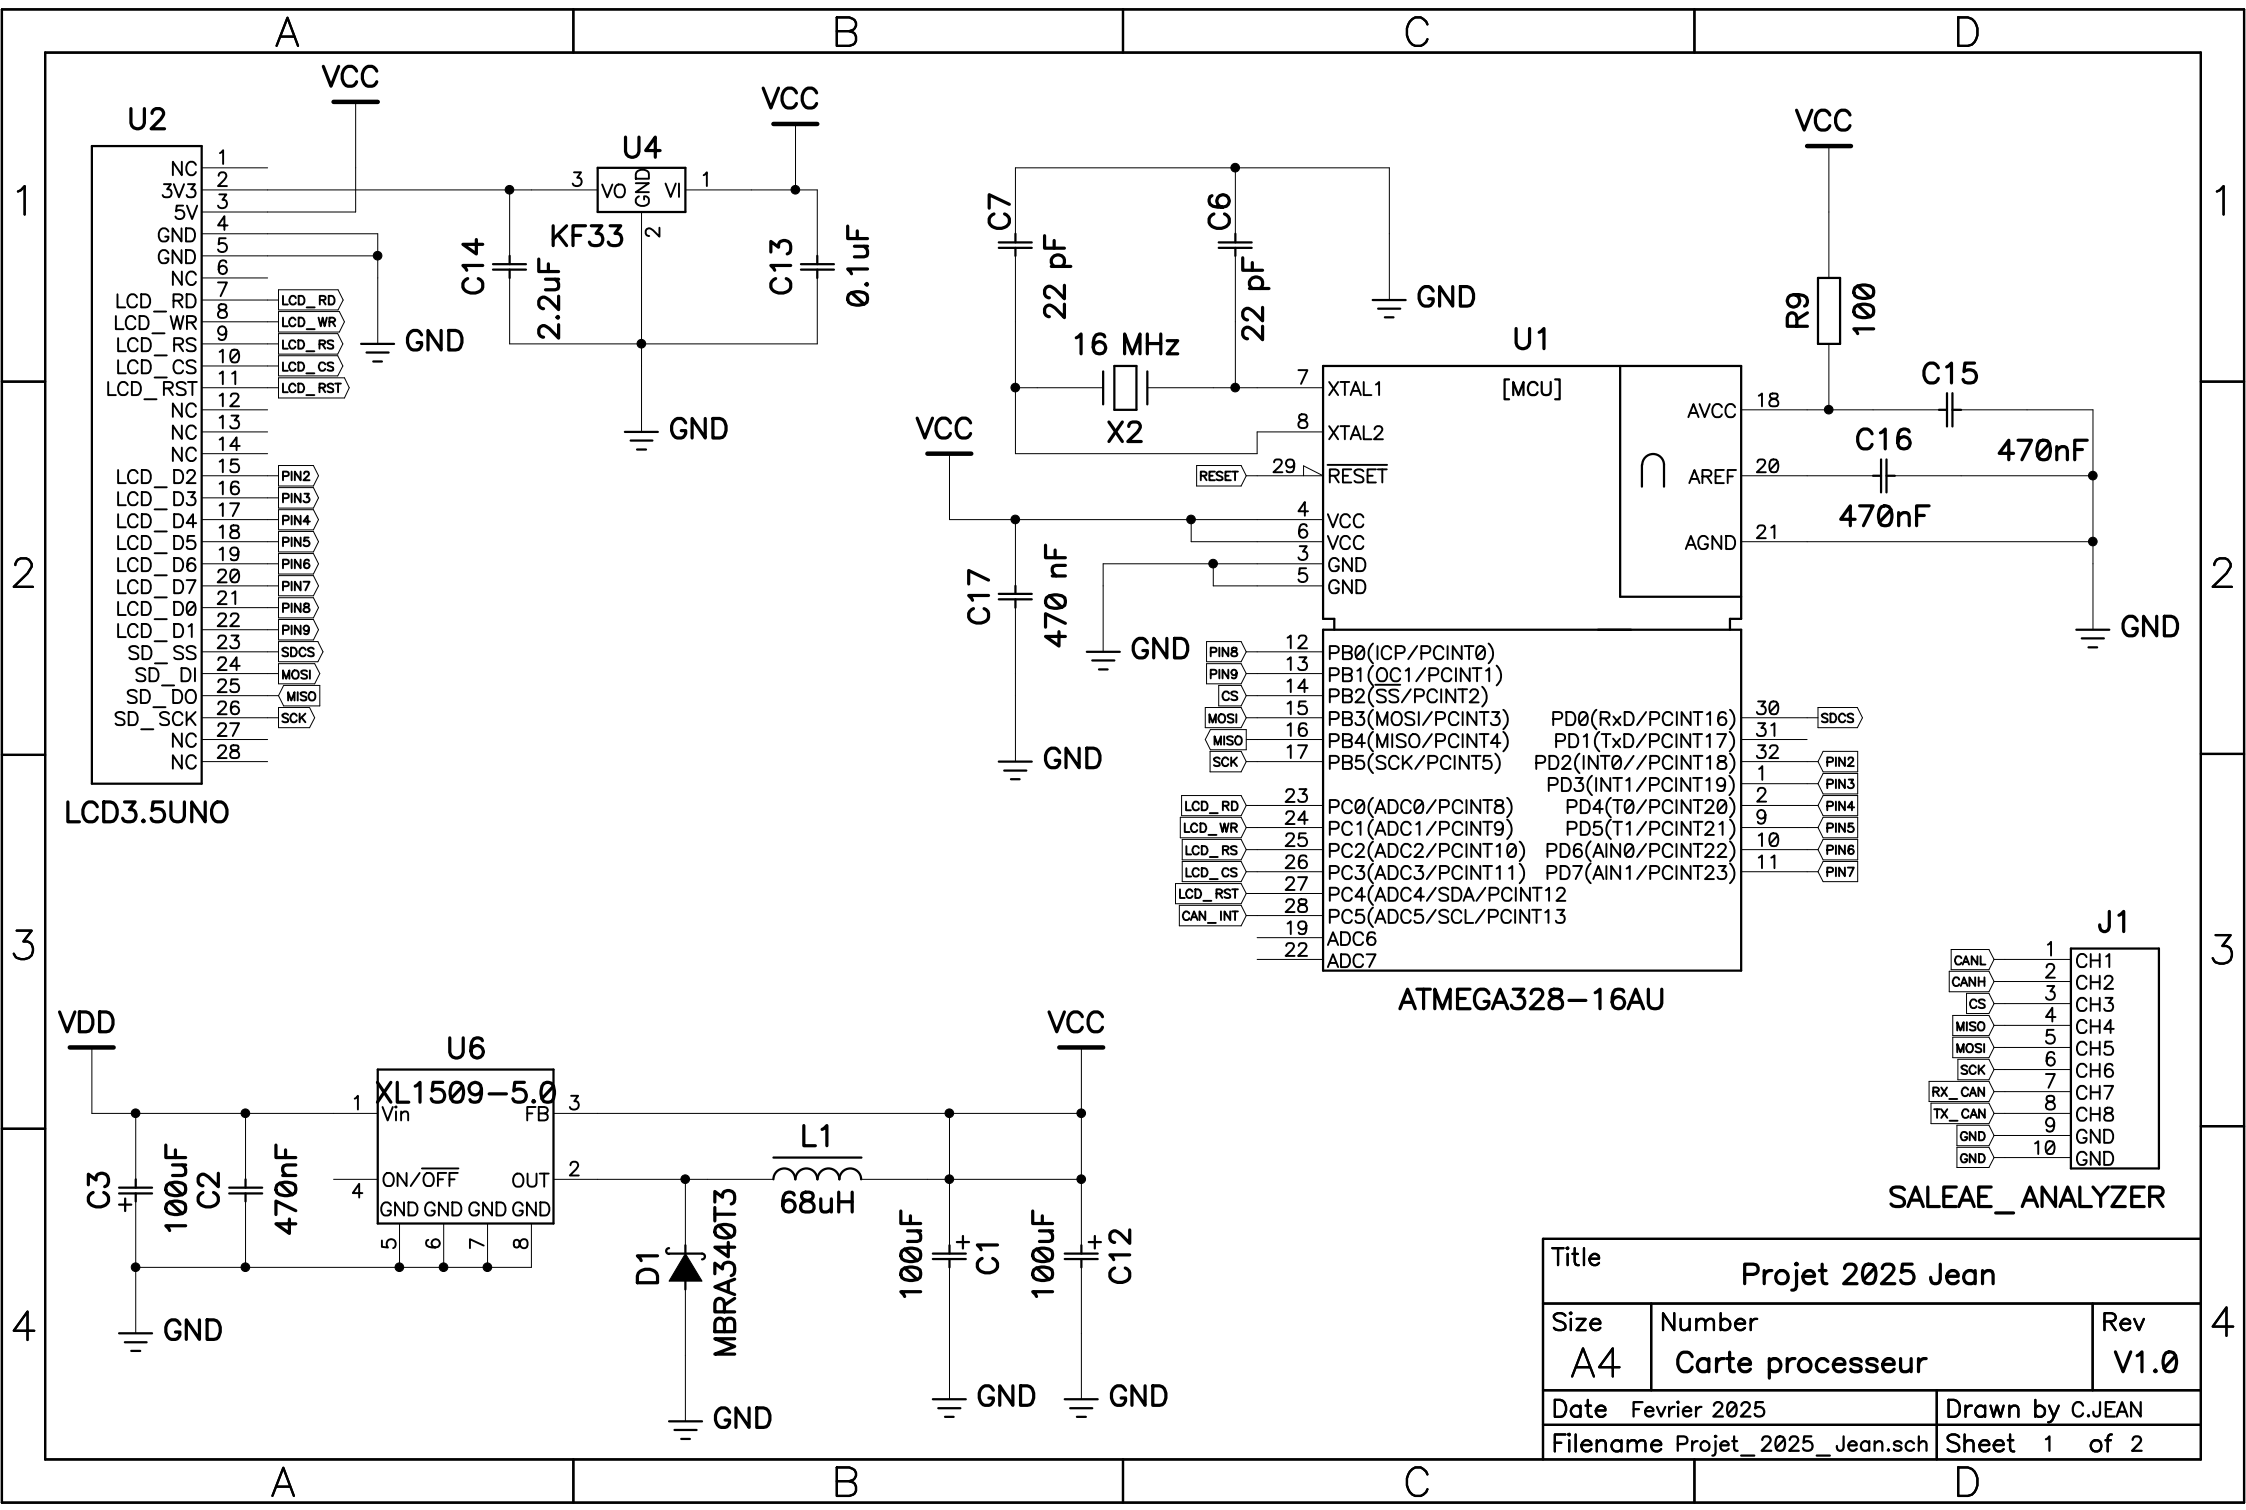 A B C D
1
2
3
4
1
2
3
4
VCC
U2
NC 1
3V3 2
5V 3
GND 4
GND 5
NC 6
LCD_RD 7 LCD_RD
LCD_WR 8 LCD_WR
LCD_RS 9 LCD_RS
LCD_CS 10 LCD_CS
LCD_RST 11 LCD_RST
NC 12
NC 13
NC 14
LCD_D2 15 PIN2
LCD_D3 16 PIN3
LCD_D4 17 PIN4
LCD_D5 18 PIN5
LCD_D6 19 PIN6
LCD_D7 20 PIN7
LCD_D0 21 PIN8
LCD_D1 22 PIN9
SD_SS 23 SDCS
SD_DI 24 MOSI
SD_DO 25 MISO
SD_SCK 26 SCK
NC 27
NC 28
LCD3.5UNO
GND
VCC
U4
3 VO GND VI 1
KF33 2
C14 2.2uF
C13 0.1uF
GND
C7 22 pF
C6 22 pF
GND
16 MHz
X2
VCC
C17 470 nF
GND
GND
U1
[MCU]
7 XTAL1
8 XTAL2
RESET 29 RESET
4 VCC
6 VCC
3 GND
5 GND
PIN8 12 PB0(ICP/PCINT0)
PIN9 13 PB1(OC1/PCINT1)
CS 14 PB2(SS/PCINT2)
MOSI 15 PB3(MOSI/PCINT3)
MISO 16 PB4(MISO/PCINT4)
SCK 17 PB5(SCK/PCINT5)
LCD_RD 23 PC0(ADC0/PCINT8)
LCD_WR 24 PC1(ADC1/PCINT9)
LCD_RS 25 PC2(ADC2/PCINT10)
LCD_CS 26 PC3(ADC3/PCINT11)
LCD_RST 27 PC4(ADC4/SDA/PCINT12
CAN_INT 28 PC5(ADC5/SCL/PCINT13
19 ADC6
22 ADC7
AVCC 18
AREF 20
AGND 21
PD0(RxD/PCINT16) 30 SDCS
PD1(TxD/PCINT17) 31
PD2(INT0//PCINT18) 32 PIN2
PD3(INT1/PCINT19) 1 PIN3
PD4(T0/PCINT20) 2 PIN4
PD5(T1/PCINT21) 9 PIN5
PD6(AIN0/PCINT22) 10 PIN6
PD7(AIN1/PCINT23) 11 PIN7
ATMEGA328-16AU
VCC
R9 100
C15
470nF
C16
470nF
GND
J1
CANL 1 CH1
CANH 2 CH2
CS 3 CH3
MISO 4 CH4
MOSI 5 CH5
SCK 6 CH6
RX_CAN 7 CH7
TX_CAN 8 CH8
GND 9 GND
GND 10 GND
SALEAE_ANALYZER
VDD
U6
XL1509-5.0
1 Vin FB 3
4 ON/OFF OUT 2
GND GND GND GND
5 6 7 8
C3 100uF
+
C2 470nF
GND
D1 MBRA340T3
GND
L1
68uH
VCC
100uF + C1
100uF + C12
GND
GND
Title
Projet 2025 Jean
Size Number Rev
A4 Carte processeur V1.0
Date Fevrier 2025 Drawn by C.JEAN
Filename Projet_2025_Jean.sch Sheet 1 of 2
A B C D